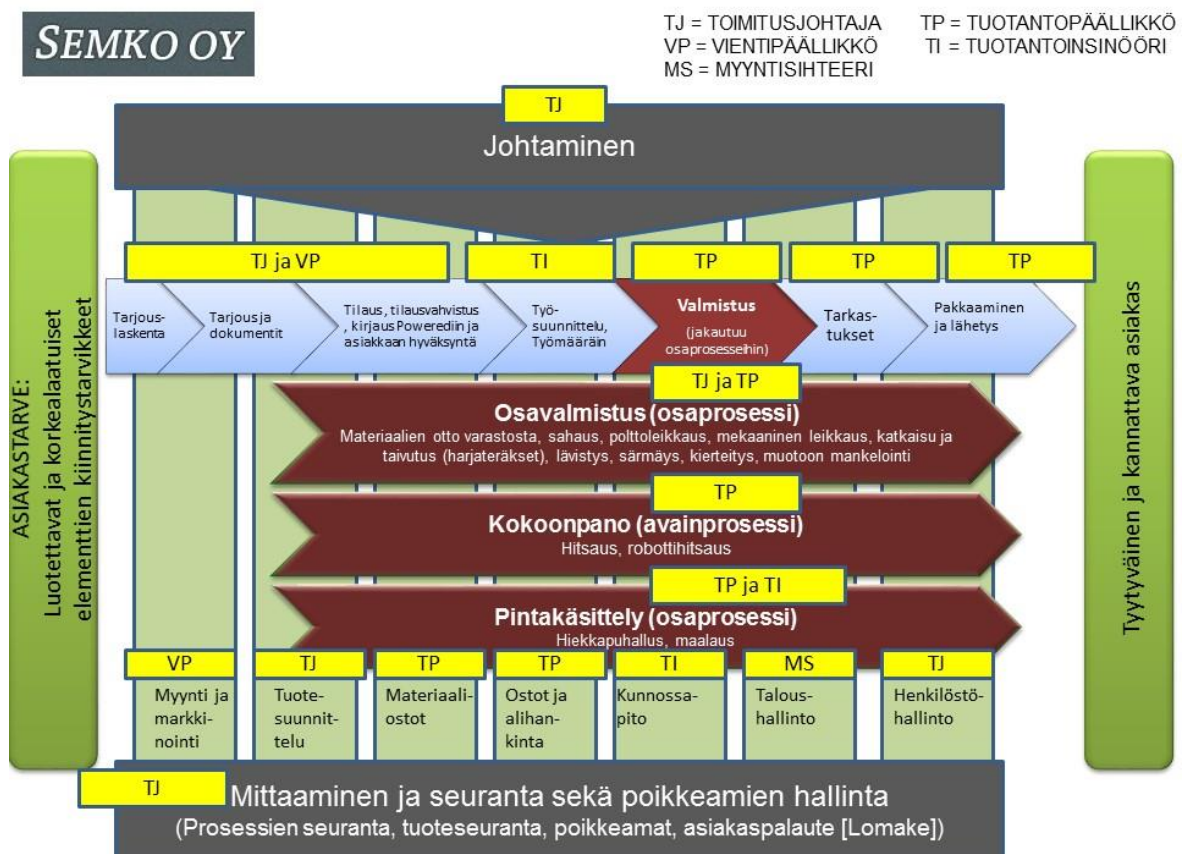 SEMKO OY
TJ = TOIMITUSJOHTAJA
VP = VIENTIPÄÄLLIKKÖ
MS = MYYNTISIHTEERI
TP = TUOTANTOPÄÄLLIKKÖ
TI = TUOTANTOINSINÖÖRI
TJ
Johtaminen
ASIAKASTARVE:
Luotettavat ja korkealaatuiset
elementtien kiinnitystarvikkeet
TJ ja VP
TI
TP
TP
TP
Tarjous-
laskenta
Tarjous ja
dokumentit
Tilaus, tilausvahvistus
, kirjaus Powerediin ja
asiakkaan hyväksyntä
Työ-
suunnittelu,
Työmääräin
Valmistus
(jakautuu
osaprosesseihin)
Tarkas-
tukset
Pakkaaminen
ja lähetys
TJ ja TP
Osavalmistus (osaprosessi)
Materiaalien otto varastosta, sahaus, polttoleikkaus, mekaaninen leikkaus, katkaisu ja
taivutus (harjateräkset), lävistys, särmäys, kierteitys, muotoon mankelointi
TP
Kokoonpano (avainprosessi)
Hitsaus, robottihitsaus
TP ja TI
Pintakäsittely (osaprosessi)
Hiekkapuhallus, maalaus
VP
Myynti ja
markki-
nointi
TJ
Tuote-
suunnit-
telu
TP
Materiaali-
ostot
TP
Ostot ja
alihan-
kinta
TI
Kunnossa-
pito
MS
Talous-
hallinto
TJ
Henkilöstö-
hallinto
Tyytyväinen ja kannattava asiakas
TJ
Mittaaminen ja seuranta sekä poikkeamien hallinta
(Prosessien seuranta, tuoteseuranta, poikkeamat, asiakaspalaute [Lomake])